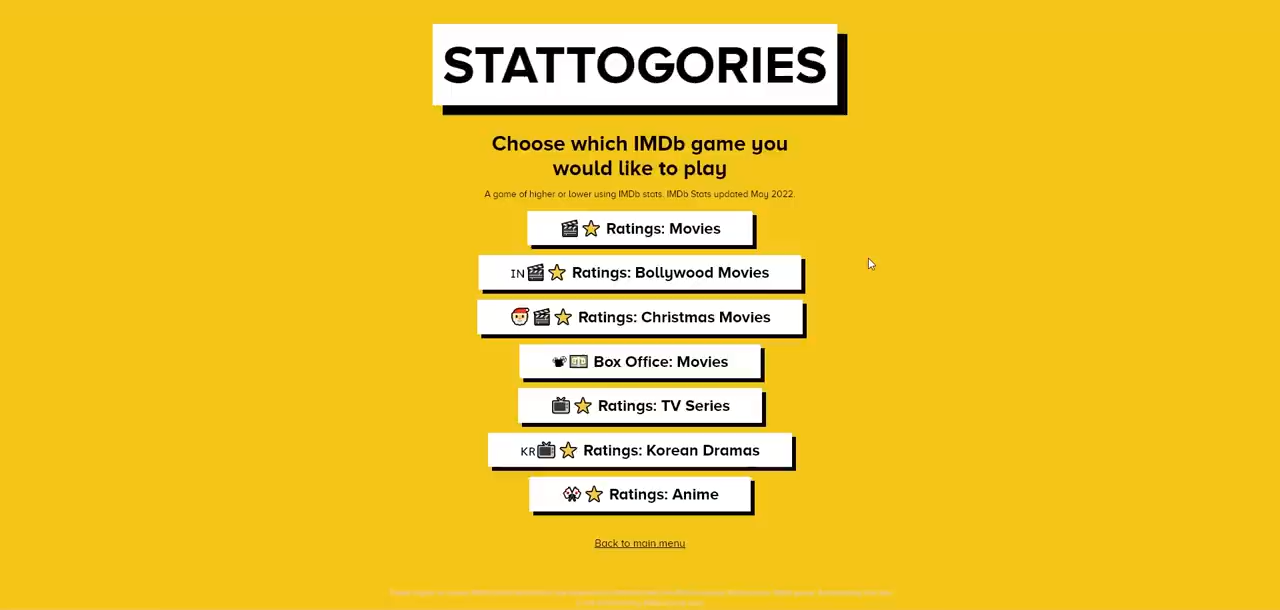 STATTOGORIES
Choose which IMDb game you
would like to play
A game of higher or lower using IMDb stats. IMDb Stats updated May 2022.
Ratings: Movies
IN Ratings: Bollywood Movies
Ratings: Christmas Movies
Box Office: Movies
Ratings: TV Series
KR Ratings: Korean Dramas
Ratings: Anime
Back to main menu